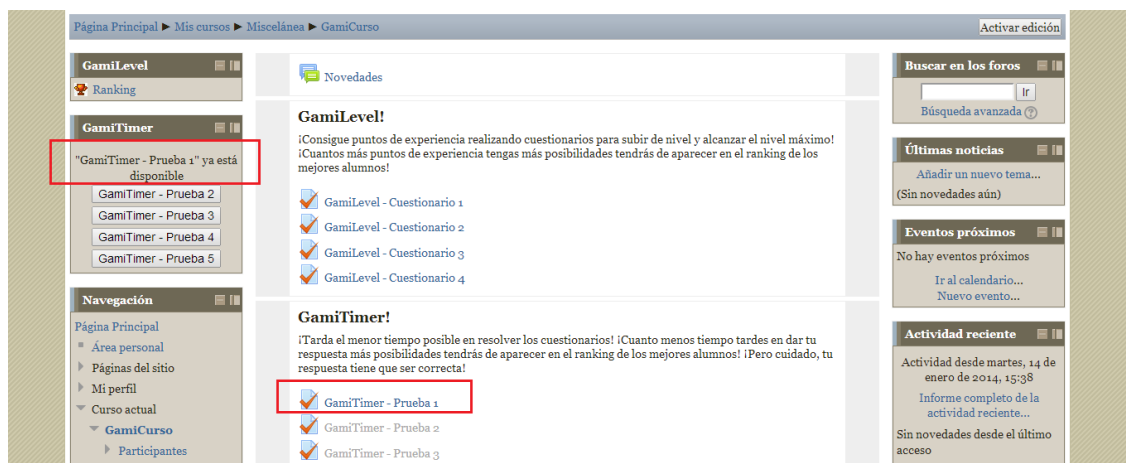 Página Principal ► Mis cursos ► Miscelánea ► GamiCurso
Activar edición
GamiLevel
Ranking
GamiTimer
"GamiTimer - Prueba 1" ya está
disponible
GamiTimer - Prueba 2
GamiTimer - Prueba 3
GamiTimer - Prueba 4
GamiTimer - Prueba 5
Navegación
Página Principal
Área personal
Páginas del sitio
Mi perfil
Curso actual
GamiCurso
Participantes
Novedades
GamiLevel!
¡Consigue puntos de experiencia realizando cuestionarios para subir de nivel y alcanzar el nivel máximo!
¡Cuantos más puntos de experiencia tengas más posibilidades tendrás de aparecer en el ranking de los
mejores alumnos!
GamiLevel - Cuestionario 1
GamiLevel - Cuestionario 2
GamiLevel - Cuestionario 3
GamiLevel - Cuestionario 4
GamiTimer!
¡Tarda el menor tiempo posible en resolver los cuestionarios! ¡Cuanto menos tiempo tardes en dar tu
respuesta más posibilidades tendrás de aparecer en el ranking de los mejores alumnos! ¡Pero cuidado, tu
respuesta tiene que ser correcta!
GamiTimer - Prueba 1
GamiTimer - Prueba 2
GamiTimer - Prueba 3
Buscar en los foros
Ir
Búsqueda avanzada ?
Últimas noticias
Añadir un nuevo tema...
(Sin novedades aún)
Eventos próximos
No hay eventos próximos
Ir al calendario...
Nuevo evento...
Actividad reciente
Actividad desde martes, 14 de
enero de 2014, 15:38
Informe completo de la
actividad reciente...
Sin novedades desde el último
acceso